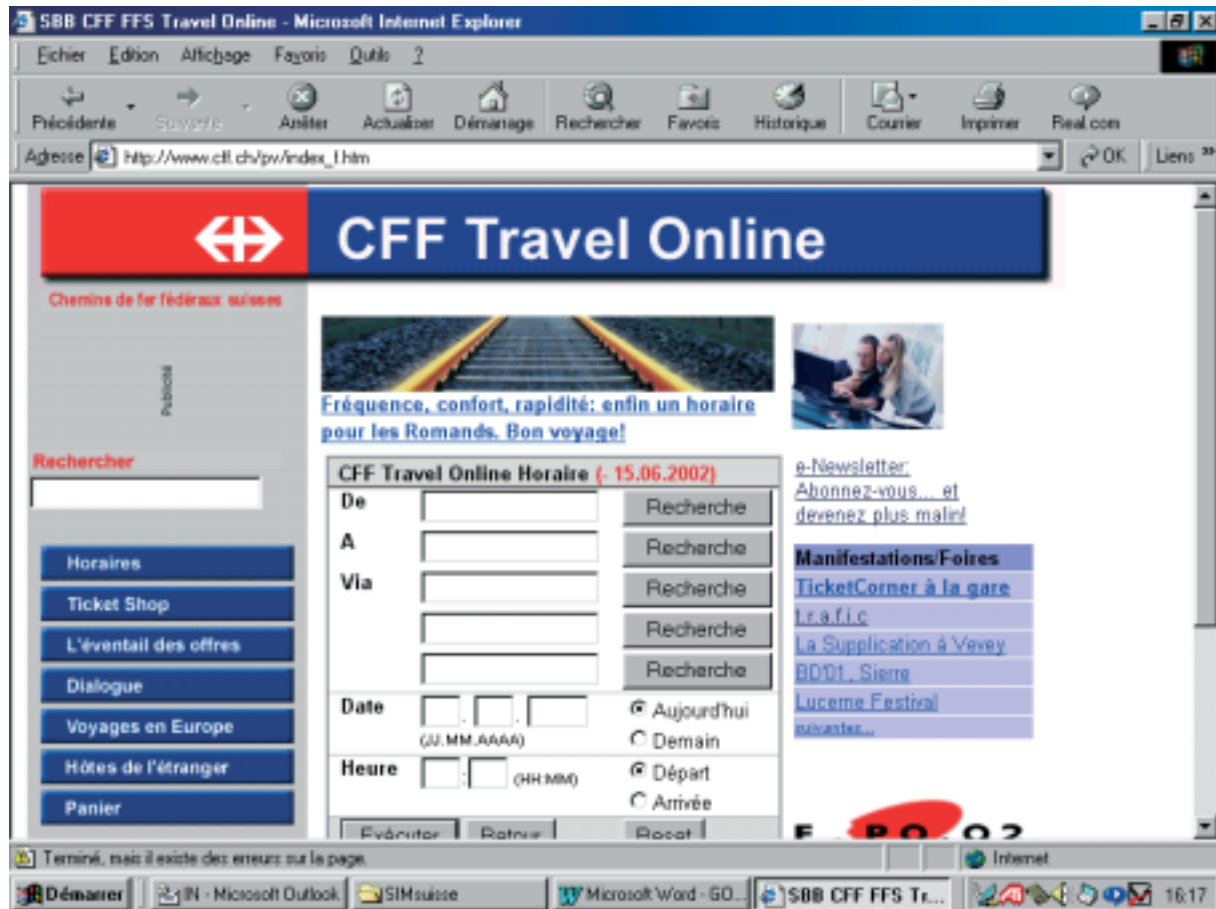 SBB CFF FFS Travel Online - Microsoft Internet Explorer
Fichier Edition Affichage Favoris Outils ?
Précédente Suivante Arrêter Actualiser Démarrage Rechercher Favoris Historique Courrier Imprimer Real.com
Adresse http://www.cff.ch/pv/index_f.htm OK Liens »
CFF Travel Online
Chemins de fer fédéraux suisses
Publicité
Fréquence, confort, rapidité: enfin un horaire
pour les Romands. Bon voyage!
Rechercher
Horaires
Ticket Shop
L'éventail des offres
Dialogue
Voyages en Europe
Hôtes de l'étranger
Panier
CFF Travel Online Horaire (- 15.06.2002)
De Recherche
A Recherche
Via Recherche
Recherche
Recherche
Date . . Aujourd'hui
(JJ.MM.AAAA) Demain
Heure : (HH:MM) Départ
Arrivée
Exécuter Retour Reset
e-Newsletter:
Abonnez-vous... et
devenez plus malin!
Manifestations/Foires
TicketCorner à la gare
t.r.a.f.i.c
La Supplication à Vevey
BD'01, Sierre
Lucerne Festival
suivantes...
E PO 02
Terminé, mais il existe des erreurs sur la page. Internet
Démarrer IN - Microsoft Outlook SIMsuisse Microsoft Word - GO... SBB CFF FFS Tr... 16:17